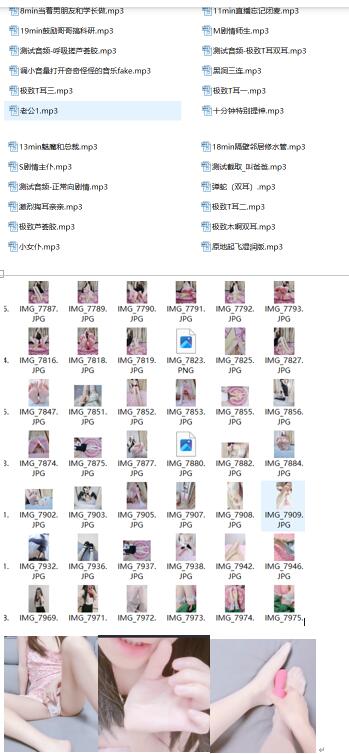 8min当着男朋友和学长做.mp3
11min直播忘记闭麦.mp3
19min鼓励哥哥搞科研.mp3
M剧情师生.mp3
测试音频-呼吸搓芦荟胶.mp3
测试音频-极致T耳双耳.mp3
调小音量打开奇奇怪怪的音乐fake.mp3
黑润三连.mp3
极致T耳三.mp3
极致T耳一.mp3
老公1.mp3
十分钟特别提神.mp3
13min魅魔和总裁.mp3
18min隔壁邻居修水管.mp3
S剧情主仆.mp3
测试截取_叫爸爸.mp3
测试音频-正常向剧情.mp3
弹舌（双耳）.mp3
激烈掏耳亲亲.mp3
极致T耳二.mp3
极致芦荟胶.mp3
极致木啊双耳.mp3
小女仆.mp3
原地起飞混阔版.mp3
IMG_7787.JPG
IMG_7789.JPG
IMG_7790.JPG
IMG_7791.JPG
IMG_7792.JPG
IMG_7793.JPG
IMG_7816.JPG
IMG_7818.JPG
IMG_7819.JPG
IMG_7823.PNG
IMG_7825.JPG
IMG_7827.JPG
IMG_7847.JPG
IMG_7851.JPG
IMG_7852.JPG
IMG_7853.JPG
IMG_7855.JPG
IMG_7856.JPG
IMG_7874.JPG
IMG_7875.JPG
IMG_7877.JPG
IMG_7880.JPG
IMG_7882.JPG
IMG_7884.JPG
IMG_7902.JPG
IMG_7903.JPG
IMG_7905.JPG
IMG_7907.JPG
IMG_7908.JPG
IMG_7909.JPG
IMG_7932.JPG
IMG_7936.JPG
IMG_7937.JPG
IMG_7938.JPG
IMG_7942.JPG
IMG_7946.JPG
IMG_7969.
IMG_7971.
IMG_7972.
IMG_7973.
IMG_7974.
IMG_7975.